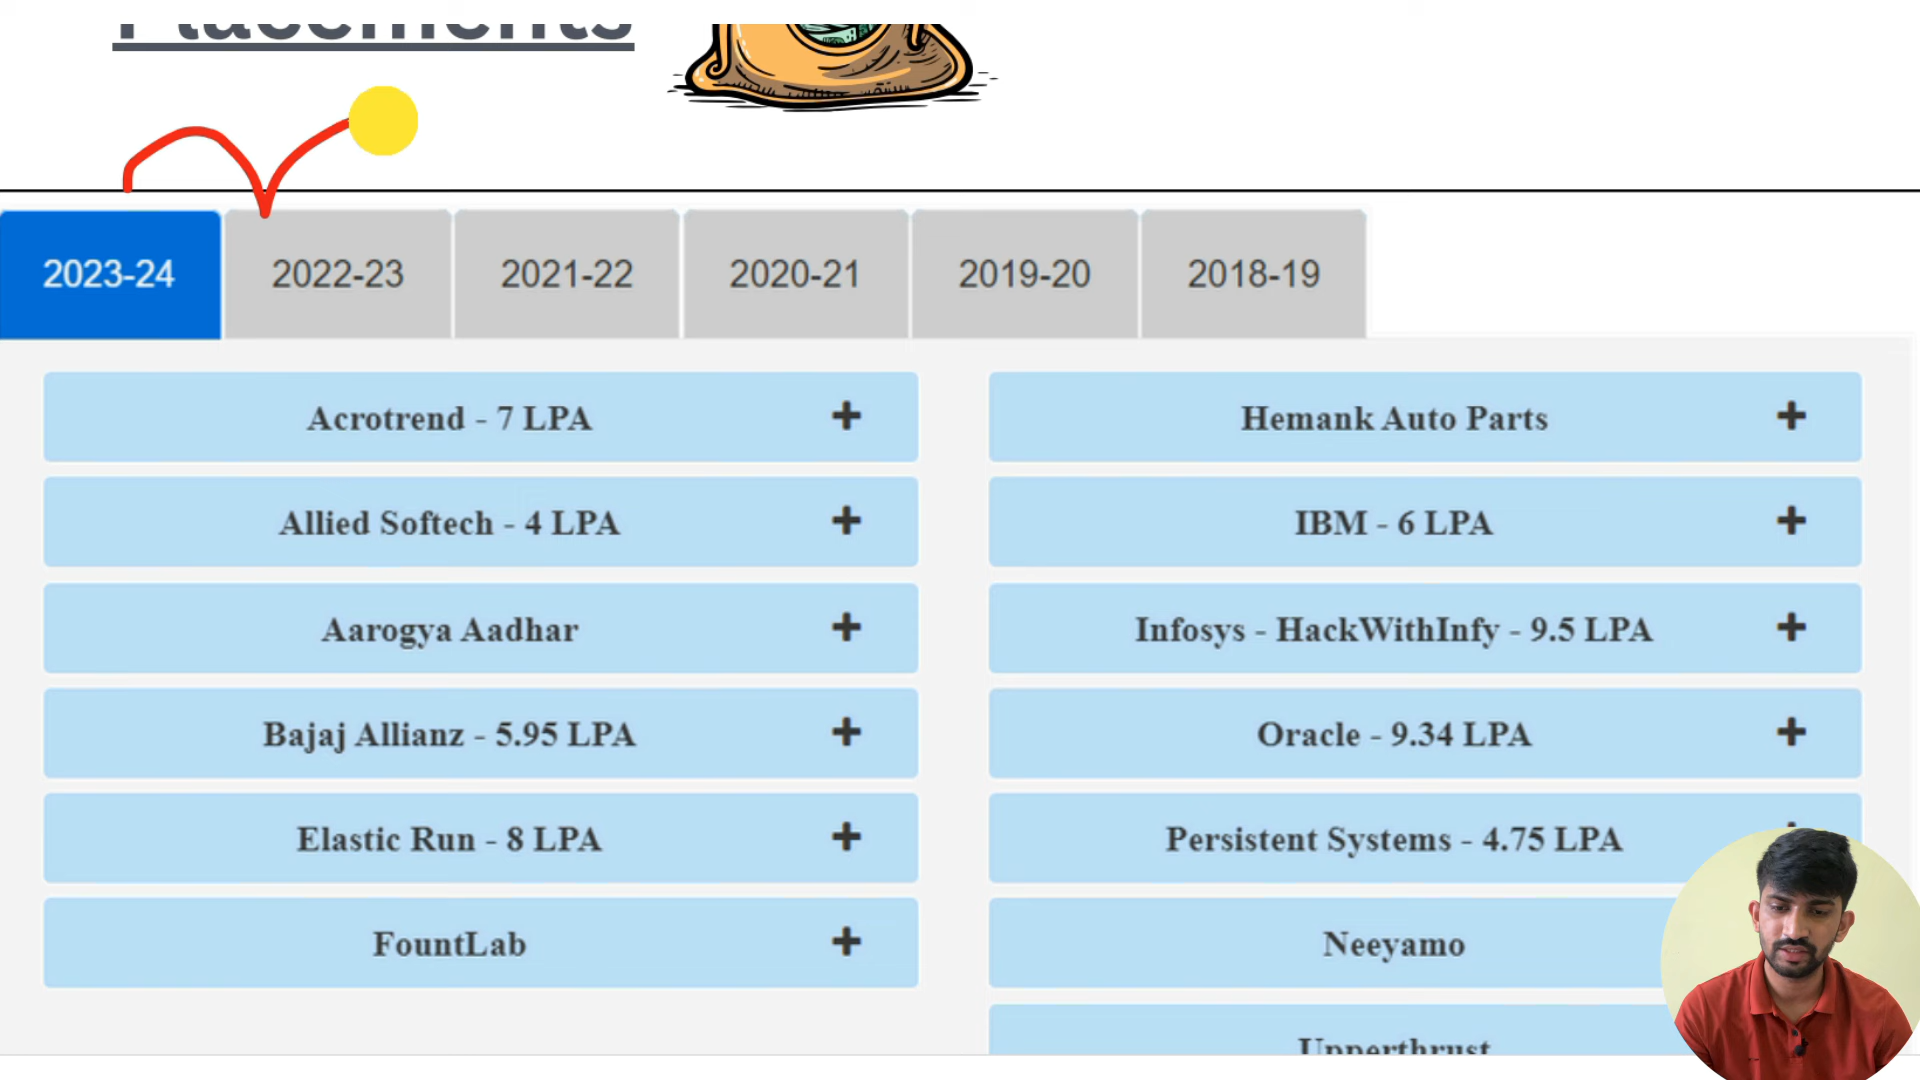 Placements
2023-24
2022-23
2021-22
2020-21
2019-20
2018-19
Acrotrend - 7 LPA
Hemank Auto Parts
Allied Softech - 4 LPA
IBM - 6 LPA
Aarogya Aadhar
Infosys - HackWithInfy - 9.5 LPA
Bajaj Allianz - 5.95 LPA
Oracle - 9.34 LPA
Elastic Run - 8 LPA
Persistent Systems - 4.75 LPA
FountLab
Neeyamo
Upperthrust